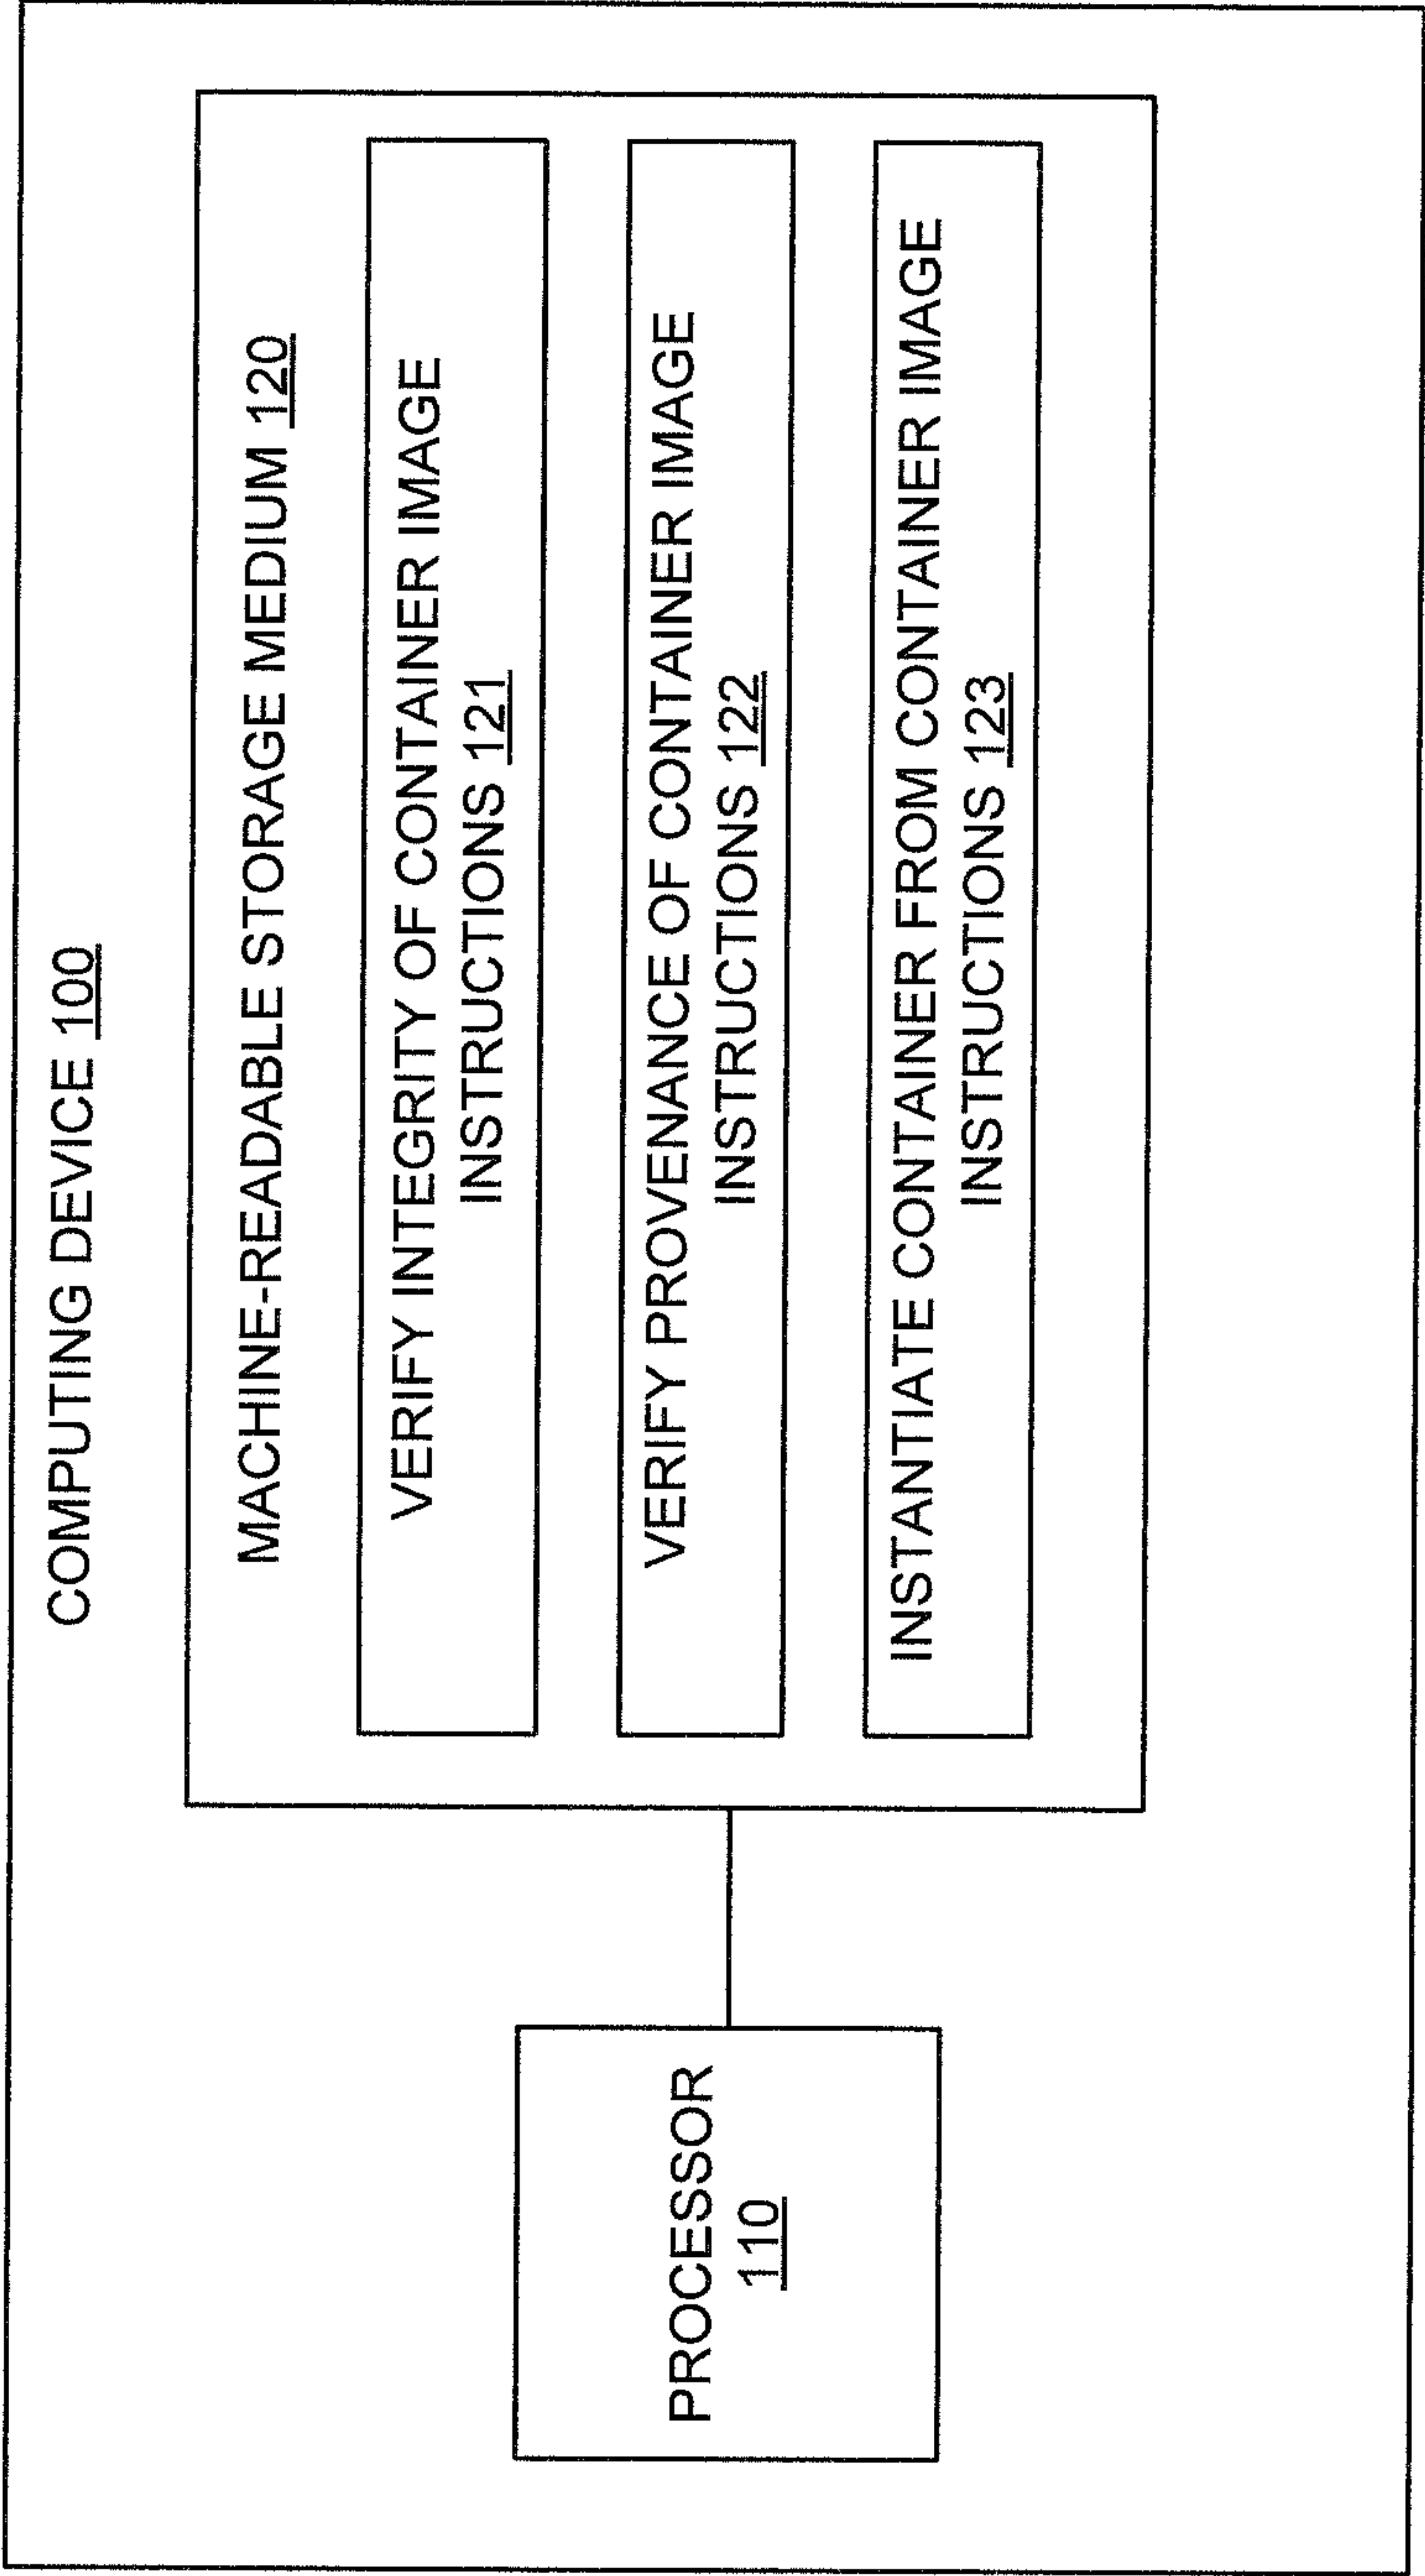 COMPUTING DEVICE 100
MACHINE-READABLE STORAGE MEDIUM 120
VERIFY INTEGRITY OF CONTAINER IMAGE
INSTRUCTIONS 121
VERIFY PROVENANCE OF CONTAINER IMAGE
INSTRUCTIONS 122
INSTANTIATE CONTAINER FROM CONTAINER IMAGE
INSTRUCTIONS 123
PROCESSOR
110